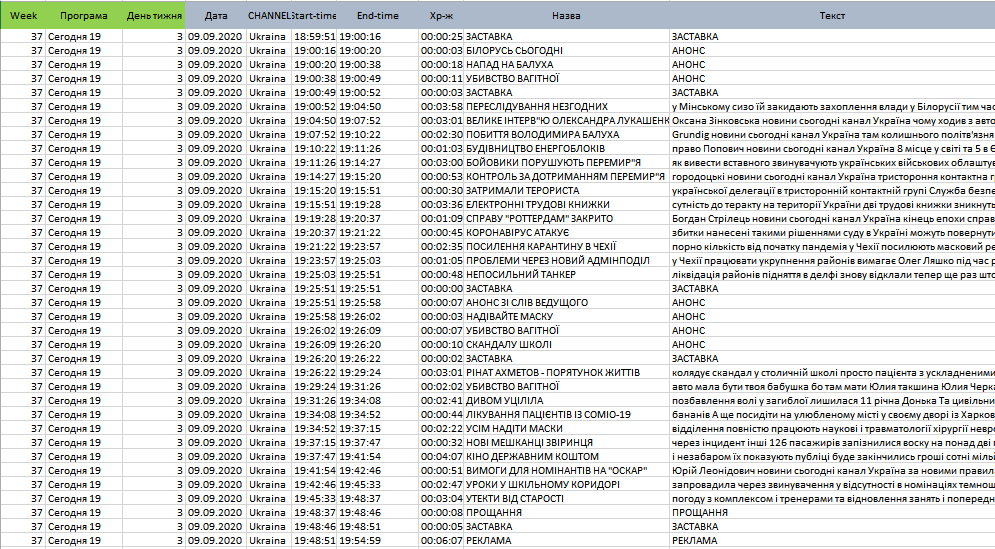 Week Програма День тижня Дата CHANNEL Start-time End-time Хр-ж Назва Текст
37 Сегодня 19 3 09.09.2020 Ukraina 18:59:51 19:00:16 00:00:25 ЗАСТАВКА ЗАСТАВКА
37 Сегодня 19 3 09.09.2020 Ukraina 19:00:16 19:00:20 00:00:03 БІЛОРУСЬ СЬОГОДНІ АНОНС
37 Сегодня 19 3 09.09.2020 Ukraina 19:00:20 19:00:38 00:00:18 НАПАД НА БАЛУХА АНОНС
37 Сегодня 19 3 09.09.2020 Ukraina 19:00:38 19:00:49 00:00:11 УБИВСТВО ВАГІТНОЇ АНОНС
37 Сегодня 19 3 09.09.2020 Ukraina 19:00:49 19:00:52 00:00:03 ЗАСТАВКА ЗАСТАВКА
37 Сегодня 19 3 09.09.2020 Ukraina 19:00:52 19:04:50 00:03:58 ПЕРЕСЛІДУВАННЯ НЕЗГОДНИХ у Мінському сизо їй закидають захоплення влади у Білорусії тим час
37 Сегодня 19 3 09.09.2020 Ukraina 19:04:50 19:07:52 00:03:01 ВЕЛИКЕ ІНТЕРВ"Ю ОЛЕКСАНДРА ЛУКАШЕНК Оксана Зінковська новини сьогодні канал Україна чому ходив з авто
37 Сегодня 19 3 09.09.2020 Ukraina 19:07:52 19:10:22 00:02:30 ПОБИТТЯ ВОЛОДИМИРА БАЛУХА Grundig новини сьогодні канал Україна там колишнього політв'язня
37 Сегодня 19 3 09.09.2020 Ukraina 19:10:22 19:11:26 00:01:03 БУДІВНИЦТВО ЕНЕРГОБЛОКІВ право Попович новини сьогодні канал Україна 8 місце у світі та 5 в Є
37 Сегодня 19 3 09.09.2020 Ukraina 19:11:26 19:14:27 00:03:00 БОЙОВИКИ ПОРУШУЮТЬ ПЕРЕМИР"Я як вивести вставного звинувачують українських військових облаштув
37 Сегодня 19 3 09.09.2020 Ukraina 19:14:27 19:15:20 00:00:53 КОНТРОЛЬ ЗА ДОТРИМАННЯМ ПЕРЕМИР"Я городоцькі новини сьогодні канал Україна тристороння контактна г
37 Сегодня 19 3 09.09.2020 Ukraina 19:15:20 19:15:51 00:00:30 ЗАТРИМАЛИ ТЕРОРИСТА української делегації в тристоронній контактній групі Служба безпе
37 Сегодня 19 3 09.09.2020 Ukraina 19:15:51 19:19:28 00:03:36 ЕЛЕКТРОННІ ТРУДОВІ КНИЖКИ сутність до теракту на території України дві трудові книжки зникнуть
37 Сегодня 19 3 09.09.2020 Ukraina 19:19:28 19:20:37 00:01:09 СПРАВУ "РОТТЕРДАМ" ЗАКРИТО Богдан Стрілець новини сьогодні канал Україна кінець епохи справ
37 Сегодня 19 3 09.09.2020 Ukraina 19:20:37 19:21:22 00:00:45 КОРОНАВІРУС АТАКУЄ збитки нанесені такими рішеннями суду в Україні можуть повернути
37 Сегодня 19 3 09.09.2020 Ukraina 19:21:22 19:23:57 00:02:35 ПОСИЛЕННЯ КАРАНТИНУ В ЧЕХІЇ порно кількість від початку пандемія у Чехії посилюють масковий ре
37 Сегодня 19 3 09.09.2020 Ukraina 19:23:57 19:25:03 00:01:05 ПРОБЛЕМИ ЧЕРЕЗ НОВИЙ АДМІНПОДІЛ у Чехії працювати укрупнення районів вимагає Олег Ляшко під час р
37 Сегодня 19 3 09.09.2020 Ukraina 19:25:03 19:25:51 00:00:48 НЕПОСИЛЬНИЙ ТАНКЕР ліквідація районів підняття в делфі знову відклали тепер ще раз што
37 Сегодня 19 3 09.09.2020 Ukraina 19:25:51 19:25:51 00:00:00 ЗАСТАВКА ЗАСТАВКА
37 Сегодня 19 3 09.09.2020 Ukraina 19:25:51 19:25:58 00:00:07 АНОНС ЗІ СЛІВ ВЕДУЩОГО АНОНС
37 Сегодня 19 3 09.09.2020 Ukraina 19:25:58 19:26:02 00:00:03 НАДІВАЙТЕ МАСКУ АНОНС
37 Сегодня 19 3 09.09.2020 Ukraina 19:26:02 19:26:09 00:00:07 УБИВСТВО ВАГІТНОЇ АНОНС
37 Сегодня 19 3 09.09.2020 Ukraina 19:26:09 19:26:20 00:00:10 СКАНДАЛУ ШКОЛІ АНОНС
37 Сегодня 19 3 09.09.2020 Ukraina 19:26:20 19:26:22 00:00:02 ЗАСТАВКА ЗАСТАВКА
37 Сегодня 19 3 09.09.2020 Ukraina 19:26:22 19:29:24 00:03:01 РІНАТ АХМЕТОВ - ПОРЯТУНОК ЖИТТІВ колядує скандал у столичній школі просто пацієнта з ускладненими
37 Сегодня 19 3 09.09.2020 Ukraina 19:29:24 19:31:26 00:02:02 УБИВСТВО ВАГІТНОЇ авто мала бути твоя бабушка бо там мати Юлия такшина Юлия Черка
37 Сегодня 19 3 09.09.2020 Ukraina 19:31:26 19:34:08 00:02:41 ДИВОМ УЦІЛІЛА позбавлення волі у загиблої лишилася 11 річна Донька Та цивільни
37 Сегодня 19 3 09.09.2020 Ukraina 19:34:08 19:34:52 00:00:44 ЛІКУВАННЯ ПАЦІЄНТІВ ІЗ COMIO-19 бананів А ще посидіти на улюбленому місті у своєму дворі із Харков
37 Сегодня 19 3 09.09.2020 Ukraina 19:34:52 19:37:15 00:02:22 УСІМ НАДІТИ МАСКИ відділення повністю працюють наукові і травматології хірургії невро
37 Сегодня 19 3 09.09.2020 Ukraina 19:37:15 19:37:47 00:00:32 НОВІ МЕШКАНЦІ ЗВІРИНЦЯ через інцидент інші 126 пасажирів запізнилися воску на понад дві
37 Сегодня 19 3 09.09.2020 Ukraina 19:37:47 19:41:54 00:04:07 КІНО ДЕРЖАВНИМ КОШТОМ і незабаром їх показують публіці буде закінчились гроші сотні міль
37 Сегодня 19 3 09.09.2020 Ukraina 19:41:54 19:42:46 00:00:51 ВИМОГИ ДЛЯ НОМІНАНТІВ НА "ОСКАР" Юрій Леонідович новини сьогодні канал Україна за новими правила
37 Сегодня 19 3 09.09.2020 Ukraina 19:42:46 19:45:33 00:02:47 УРОКИ У ШКІЛЬНОМУ КОРИДОРІ запровадила через звинувачення у відсутності в номінаціях темнош
37 Сегодня 19 3 09.09.2020 Ukraina 19:45:33 19:48:37 00:03:04 УТЕКТИ ВІД СТАРОСТІ погоду з комплексом і тренерами та відновлення занять і попередн
37 Сегодня 19 3 09.09.2020 Ukraina 19:48:37 19:48:46 00:00:08 ПРОЩАННЯ ПРОЩАННЯ
37 Сегодня 19 3 09.09.2020 Ukraina 19:48:46 19:48:51 00:00:05 ЗАСТАВКА ЗАСТАВКА
37 Сегодня 19 3 09.09.2020 Ukraina 19:48:51 19:54:59 00:06:07 РЕКЛАМА РЕКЛАМА